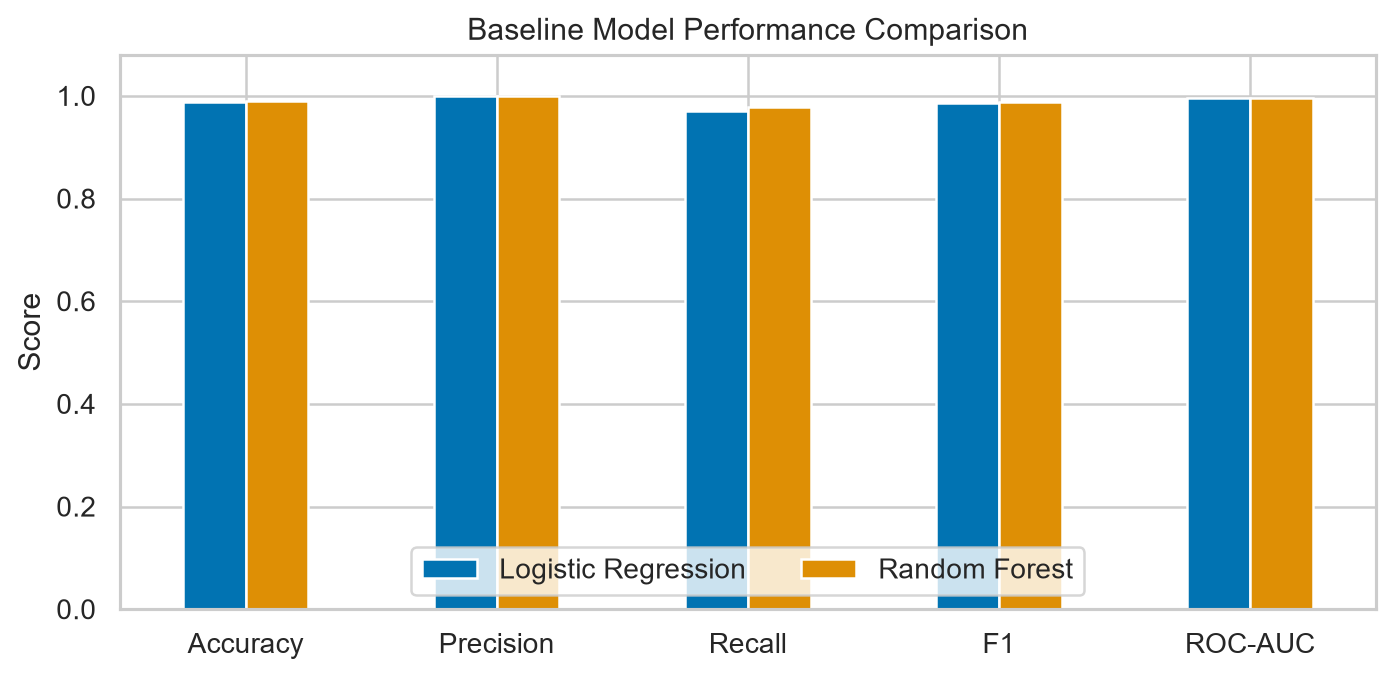 Baseline Model Performance Comparison
Score
1.0
0.8
0.6
0.4
0.2
0.0
Logistic Regression Random Forest
Accuracy Precision Recall F1 ROC-AUC